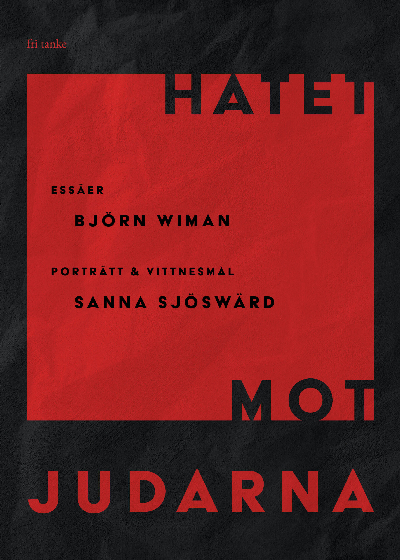 fri tanke
HATET
ESSÄER
BJÖRN WIMAN
PORTRÄTT & VITTNESMÅL
SANNA SJÖSWÄRD
MOT
JUDARNA